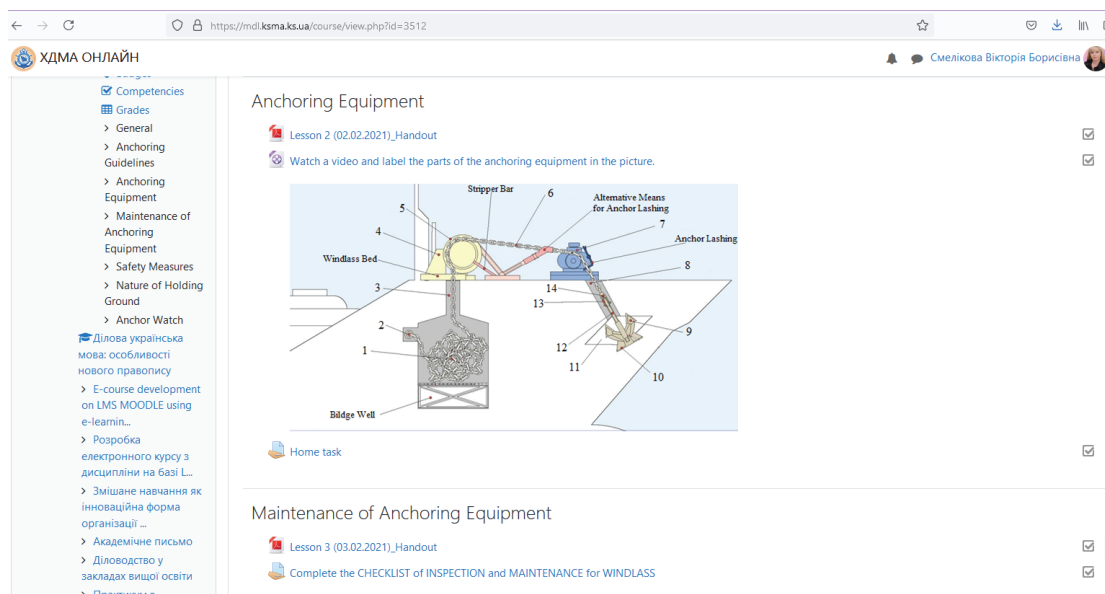 https://mdl.ksma.ks.ua/course/view.php?id=3512
ХДМА ОНЛАЙН
Смелікова Вікторія Борисівна
Competencies
Grades
General
Anchoring
Guidelines
Anchoring
Equipment
Maintenance of
Anchoring
Equipment
Safety Measures
Nature of Holding
Ground
Anchor Watch
Ділова українська
мова: особливості
нового правопису
E-course development
on LMS MOODLE using
e-learnin...
Розробка
електронного курсу з
дисципліни на базі L...
Змішане навчання як
інноваційна форма
організації ...
Академічне письмо
Діловодство у
закладах вищої освіти
Anchoring Equipment
Lesson 2 (02.02.2021)_Handout
Watch a video and label the parts of the anchoring equipment in the picture.
Stripper Bar
6
Alternative Means
for Anchor Lashing
5
7
4
Anchor Lashing
Windlass Bed
8
3
14
13
2
9
1
12
11
10
Bildge Well
Home task
Maintenance of Anchoring Equipment
Lesson 3 (03.02.2021)_Handout
Complete the CHECKLIST of INSPECTION and MAINTENANCE for WINDLASS